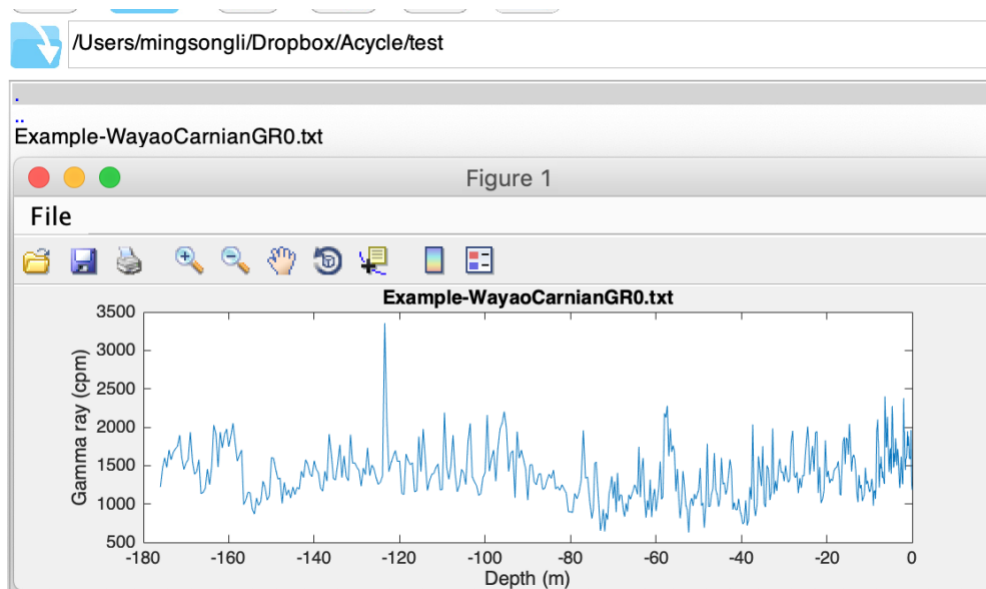 /Users/mingsongli/Dropbox/Acycle/test
.
..
Example-WayaoCarnianGR0.txt
Figure 1
File
Example-WayaoCarnianGR0.txt
3500
3000
2500
2000
1500
1000
500
Gamma ray (cpm)
-180 -160 -140 -120 -100 -80 -60 -40 -20 0
Depth (m)